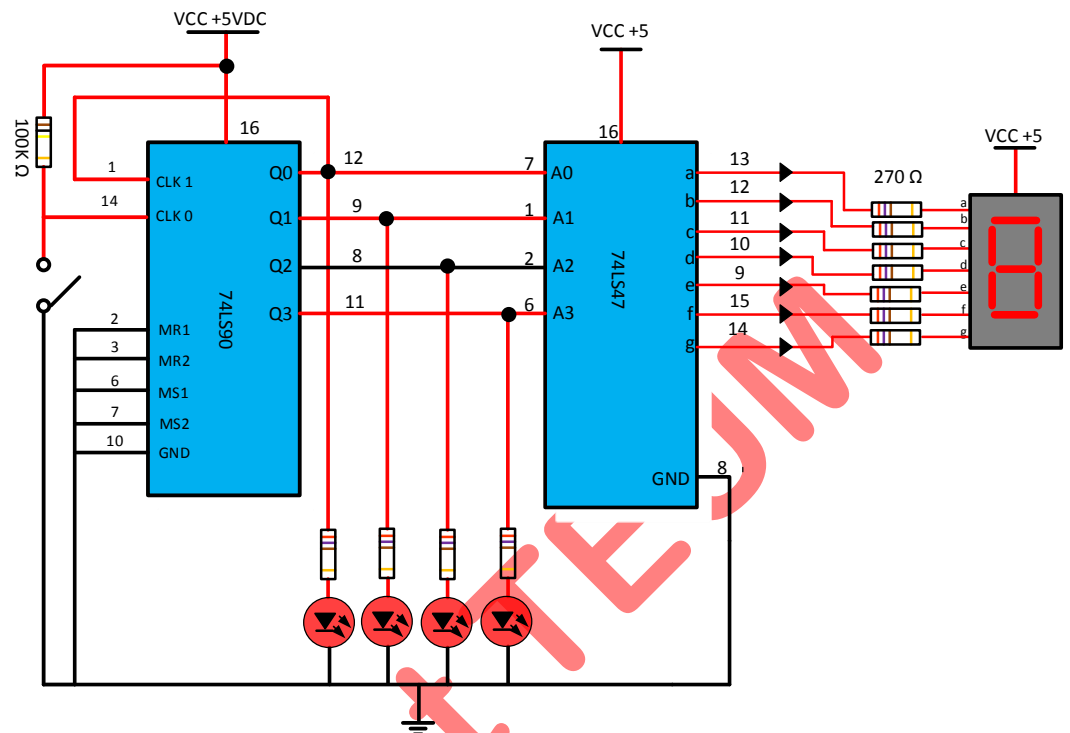 VCC +5VDC
VCC +5
VCC +5
100K Ω
16
16
270 Ω
1
CLK 1
14
CLK 0
2
MR1
3
MR2
6
MS1
7
MS2
10
GND
74LS90
Q0
12
Q1
9
Q2
8
Q3
11
7
A0
1
A1
2
A2
6
A3
74LS47
a
13
b
12
c
11
d
10
e
9
f
15
g
14
GND
8
a
b
c
d
e
f
g
TEUM